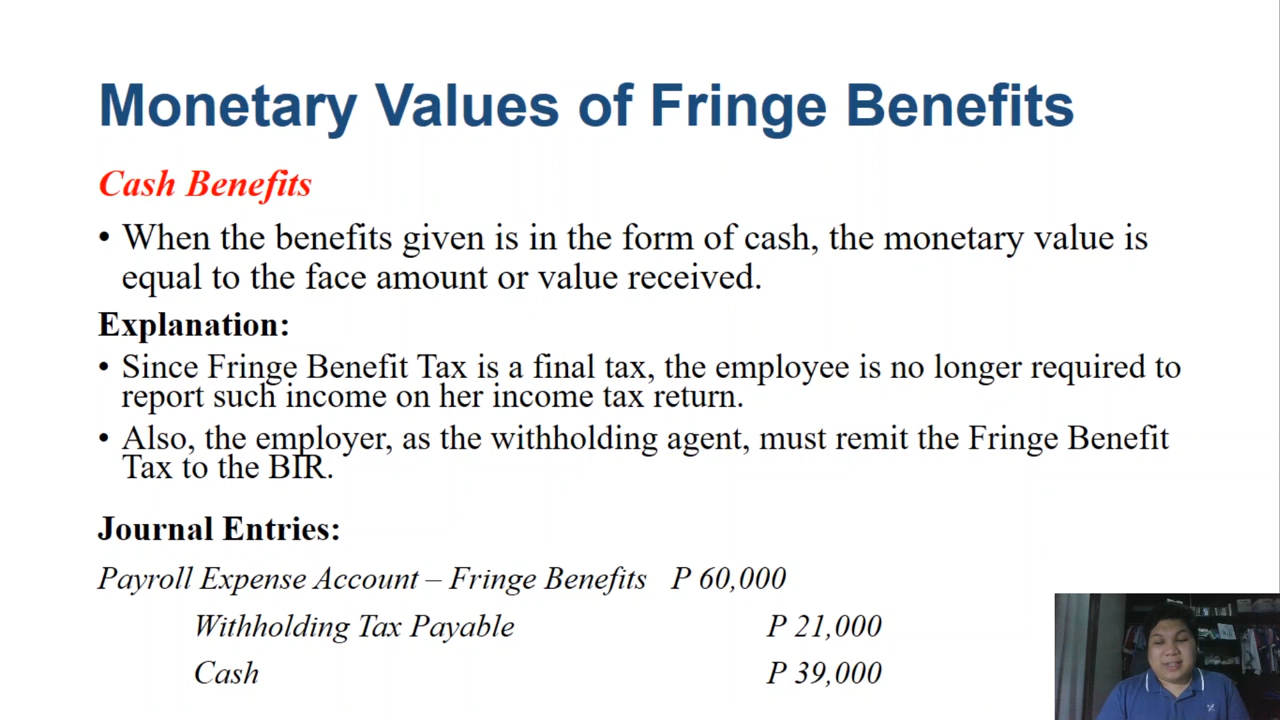 Monetary Values of Fringe Benefits
Cash Benefits
• When the benefits given is in the form of cash, the monetary value is
equal to the face amount or value received.
Explanation:
• Since Fringe Benefit Tax is a final tax, the employee is no longer required to
report such income on her income tax return.
• Also, the employer, as the withholding agent, must remit the Fringe Benefit
Tax to the BIR.
Journal Entries:
Payroll Expense Account – Fringe Benefits P 60,000
Withholding Tax Payable P 21,000
Cash P 39,000